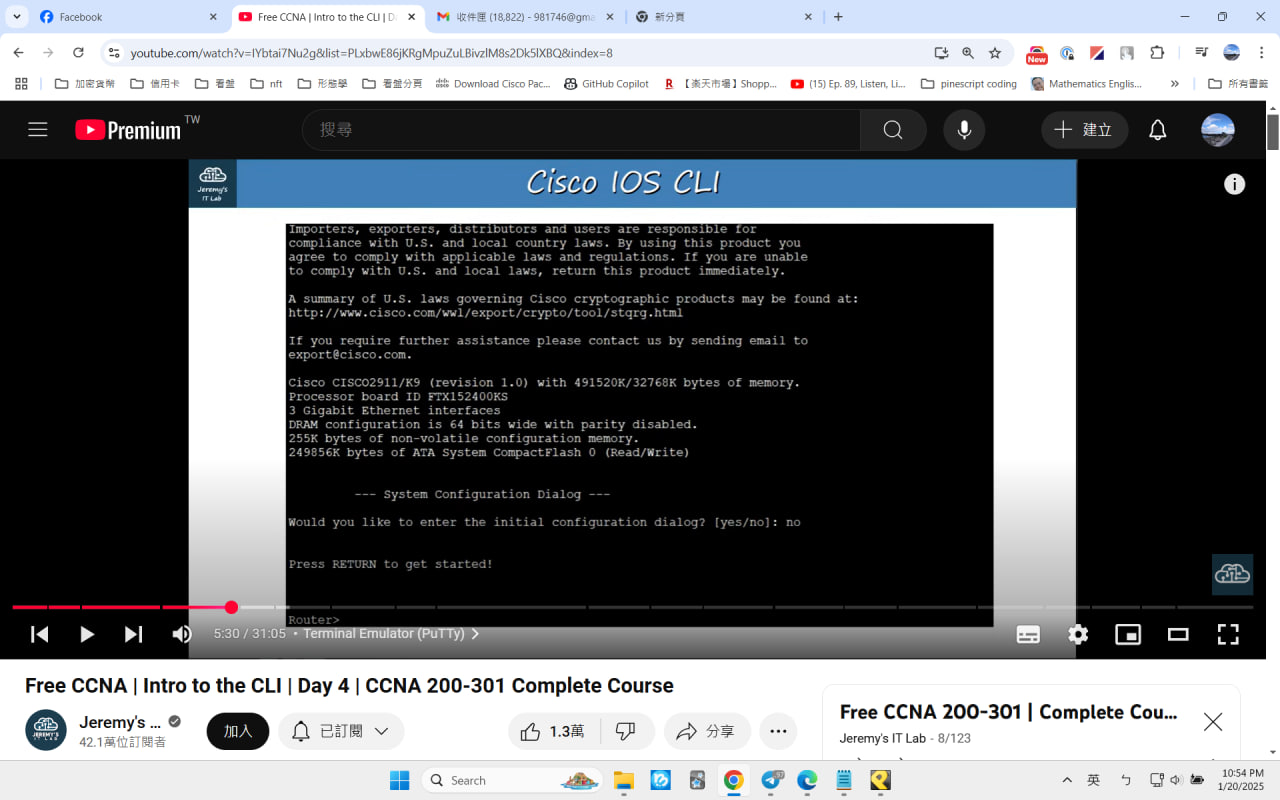 Facebook
Free CCNA | Intro to the CLI | Da
收件匣 (18,822) - 981746@gma
新分頁
youtube.com/watch?v=IYbtai7Nu2g&list=PLxbwE86jKRgMpuZuLBivzlM8s2Dk5lXBQ&index=8
New
加密貨幣
信用卡
看盤
nft
形態學
看盤分頁
Download Cisco Pac...
GitHub Copilot
【楽天市場】Shopp...
(15) Ep. 89, Listen, Li...
pinescript coding
Mathematics Englis...
所有書籤
Premium TW
搜尋
建立
Jeremy's
IT Lab
Cisco IOS CLI
Importers, exporters, distributors and users are responsible for
compliance with U.S. and local country laws. By using this product you
agree to comply with applicable laws and regulations. If you are unable
to comply with U.S. and local laws, return this product immediately.
A summary of U.S. laws governing Cisco cryptographic products may be found at:
http://www.cisco.com/wwl/export/crypto/tool/stqrg.html
If you require further assistance please contact us by sending email to
export@cisco.com.
Cisco CISCO2911/K9 (revision 1.0) with 491520K/32768K bytes of memory.
Processor board ID FTX152400KS
3 Gigabit Ethernet interfaces
DRAM configuration is 64 bits wide with parity disabled.
255K bytes of non-volatile configuration memory.
249856K bytes of ATA System CompactFlash 0 (Read/Write)
--- System Configuration Dialog ---
Would you like to enter the initial configuration dialog? [yes/no]: no
Press RETURN to get started!
Router>
5:30 / 31:05 • Terminal Emulator (PuTTy)
Free CCNA | Intro to the CLI | Day 4 | CCNA 200-301 Complete Course
JEREMY'S
IT LAB
Jeremy's ...
42.1萬位訂閱者
加入
已訂閱
1.3萬
分享
Free CCNA 200-301 | Complete Cou...
Jeremy's IT Lab - 8/123
Search
57
英
ㄅ
10:54 PM
1/20/2025